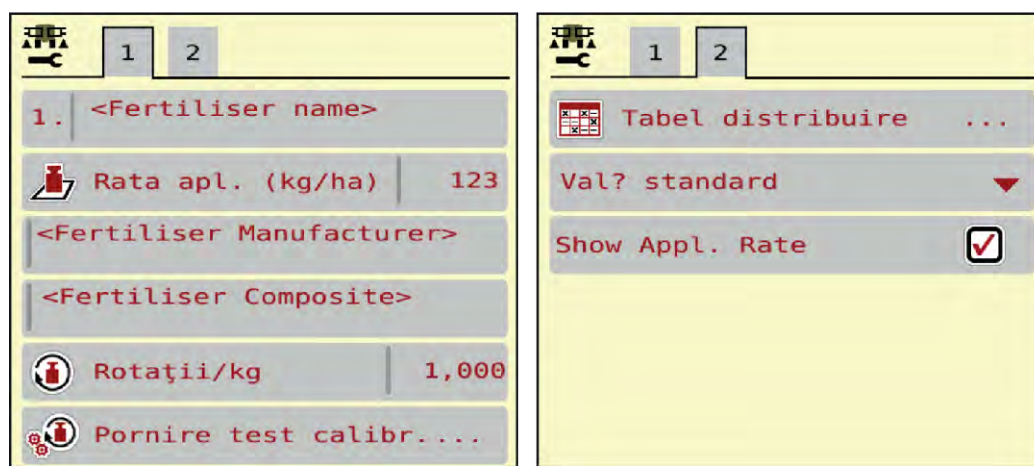 1 2
1. <Fertiliser name>
Rata apl. (kg/ha) 123
<Fertiliser Manufacturer>
<Fertiliser Composite>
Rotaţii/kg 1,000
Pornire test calibr....
1 2
Tabel distribuire ...
Val? standard
Show Appl. Rate